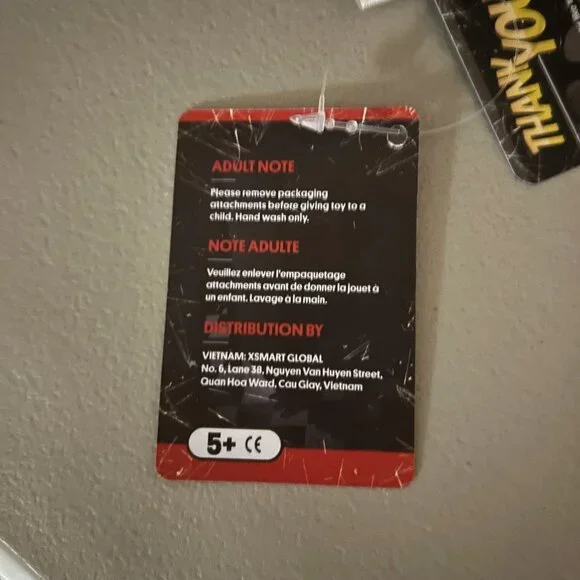 THANK YOU
ADULT NOTE
Please remove packaging
attachments before giving toy to a
child. Hand wash only.
NOTE ADULTE
Veuillez enlever l'empaquetage
attachments avant de donner la jouet à
un enfant. Lavage à la main.
DISTRIBUTION BY
VIETNAM: XSMART GLOBAL
No. 6, Lane 38, Nguyen Van Huyen Street,
Quan Hoa Ward, Cau Giay, Vietnam
5+ CE